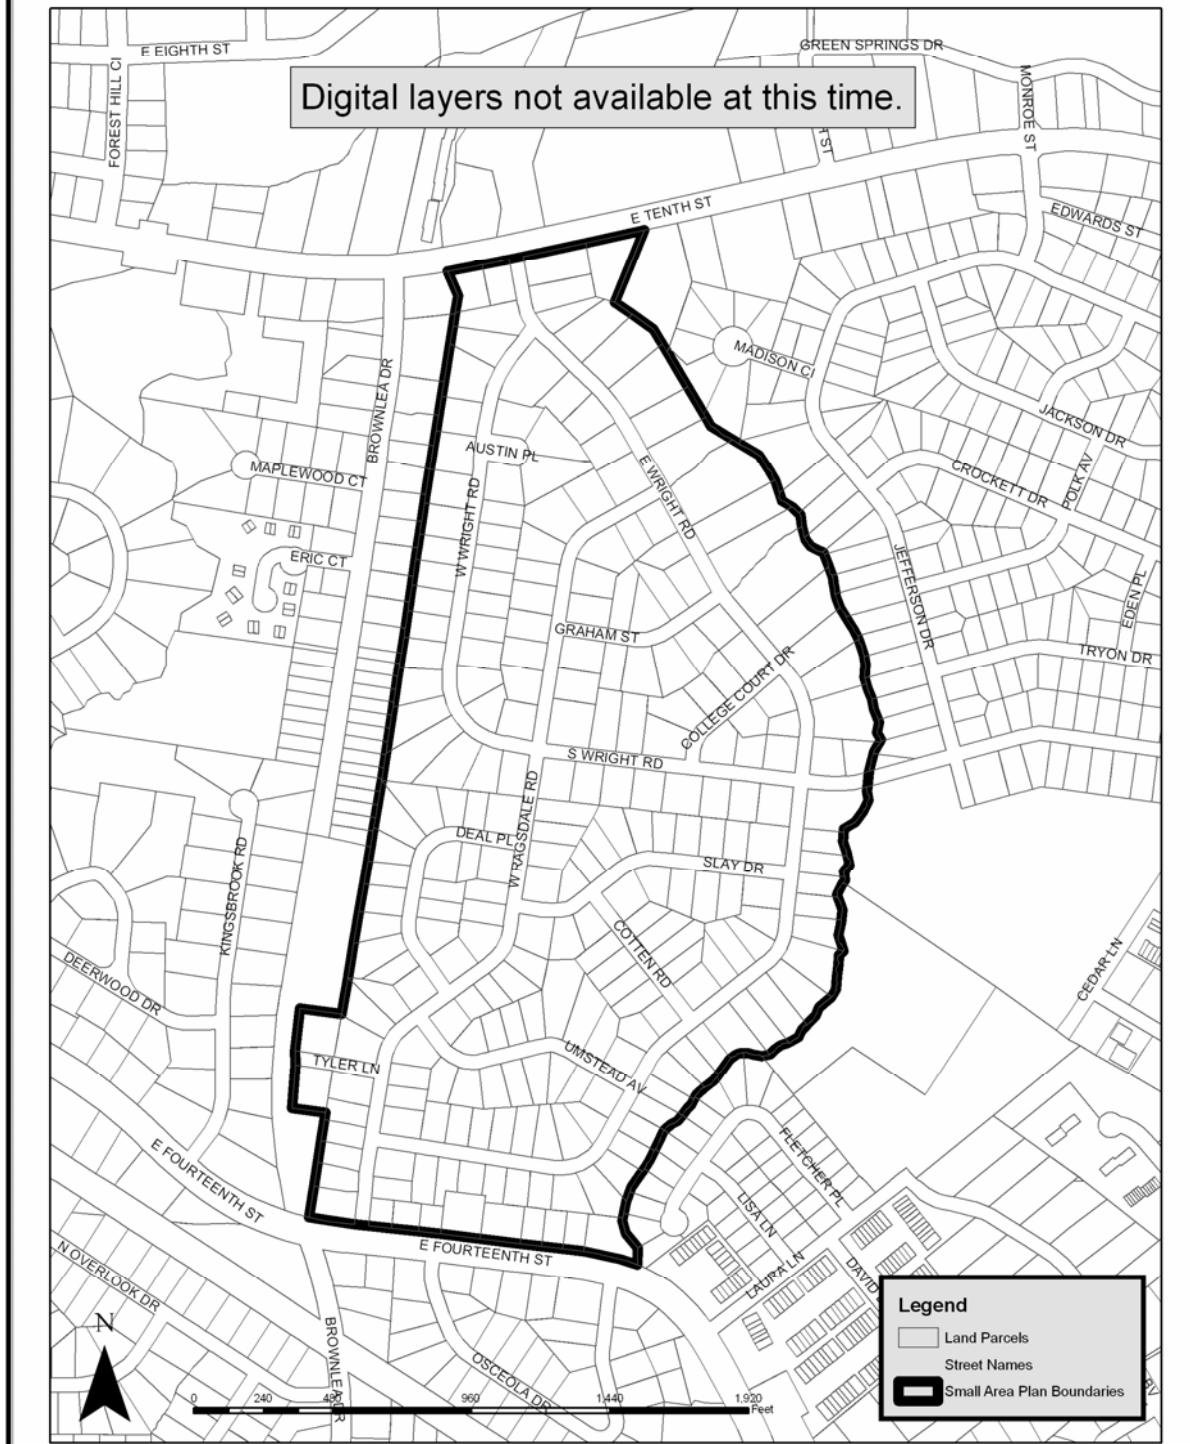 E EIGHTH ST
GREEN SPRINGS DR
FOREST HILL CI
MONROE ST
Digital layers not available at this time.
H ST
E TENTH ST
EDWARDS ST
MADISON CI
BROWNLEA DR
JACKSON DR
AUSTIN PL
MAPLEWOOD CT
E WRIGHT RD
CROCKETT DR
POLK AV
W WRIGHT RD
ERIC CT
JEFFERSON DR
EDEN PL
GRAHAM ST
TRYON DR
COLLEGE COURT DR
S WRIGHT RD
W RAGSDALE RD
DEAL PL
KINGSBROOK RD
SLAY DR
COTTEN RD
CEDAR LN
DEERWOOD DR
UMSTEAD AV
TYLER LN
E FOURTEENTH ST
FLETCHER PL
LISA LN
E FOURTEENTH ST
N OVERLOOK DR
LAURA LN
DAVID
Legend
Land Parcels
Street Names
Small Area Plan Boundaries
N
BROWNLEA DR
OSCEOLA DR
0 240 480 960 1,440 1,920
Feet